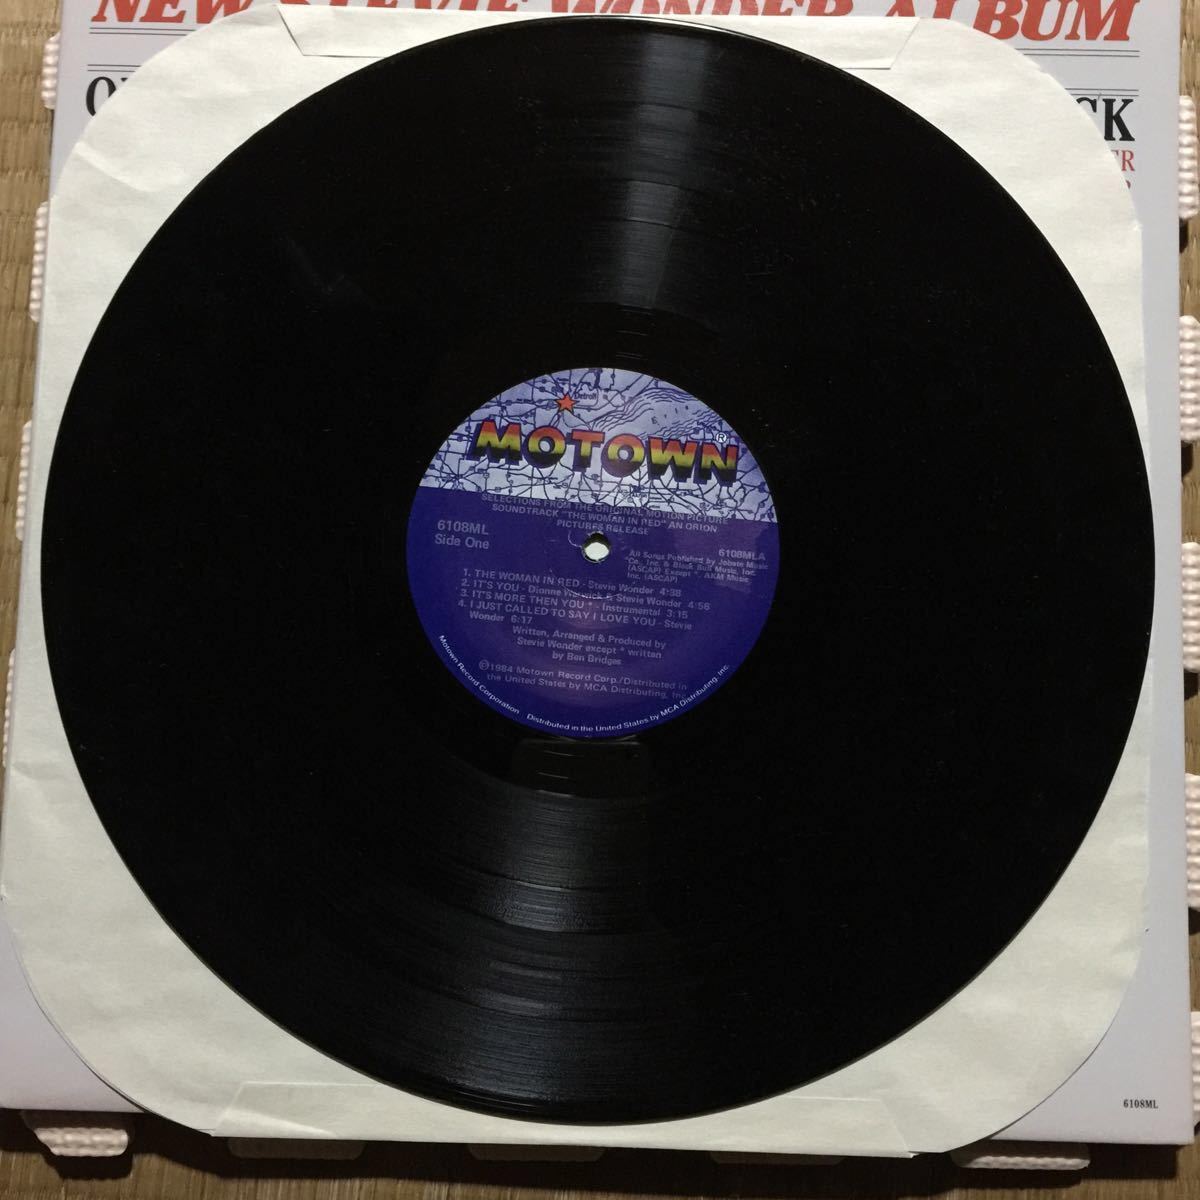 NEW STEVIE WONDER ALBUM
CK
ER
Detroit
MOTOWN®
SELECTIONS FROM THE ORIGINAL MOTION PICTURE
SOUNDTRACK "THE WOMAN IN RED" AN ORION
PICTURES RELEASE
6108ML
Side One
6108MLA
All Songs Published by Jobete Music
Co., Inc. & Black Bull Music, Inc.
(ASCAP) Except *, AKM Music
Inc. (ASCAP)
1. THE WOMAN IN RED - Stevie Wonder 4:38
2. IT'S YOU - Dionne Warwick & Stevie Wonder 4:56
3. IT'S MORE THEN YOU * - Instrumental 3:15
4. I JUST CALLED TO SAY I LOVE YOU - Stevie
Wonder 6:17
Written, Arranged & Produced by
Stevie Wonder except * written
by Ben Bridges
℗©1984 Motown Record Corp./Distributed in
the United States by MCA Distributing, Inc.
Motown Record Corporation Distributed in the United States by MCA Distributing, Inc.
6108ML